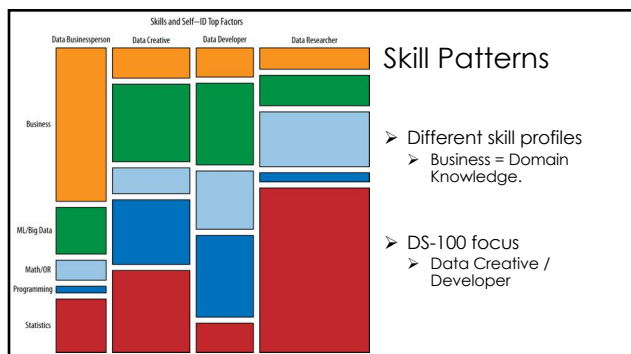 Skills and Self-ID Top Factors
Data Businessperson Data Creative Data Developer Data Researcher
Business
ML/Big Data
Math/OR
Programming
Statistics
Skill Patterns
➢ Different skill profiles
➢ Business = Domain
Knowledge.
➢ DS-100 focus
➢ Data Creative /
Developer